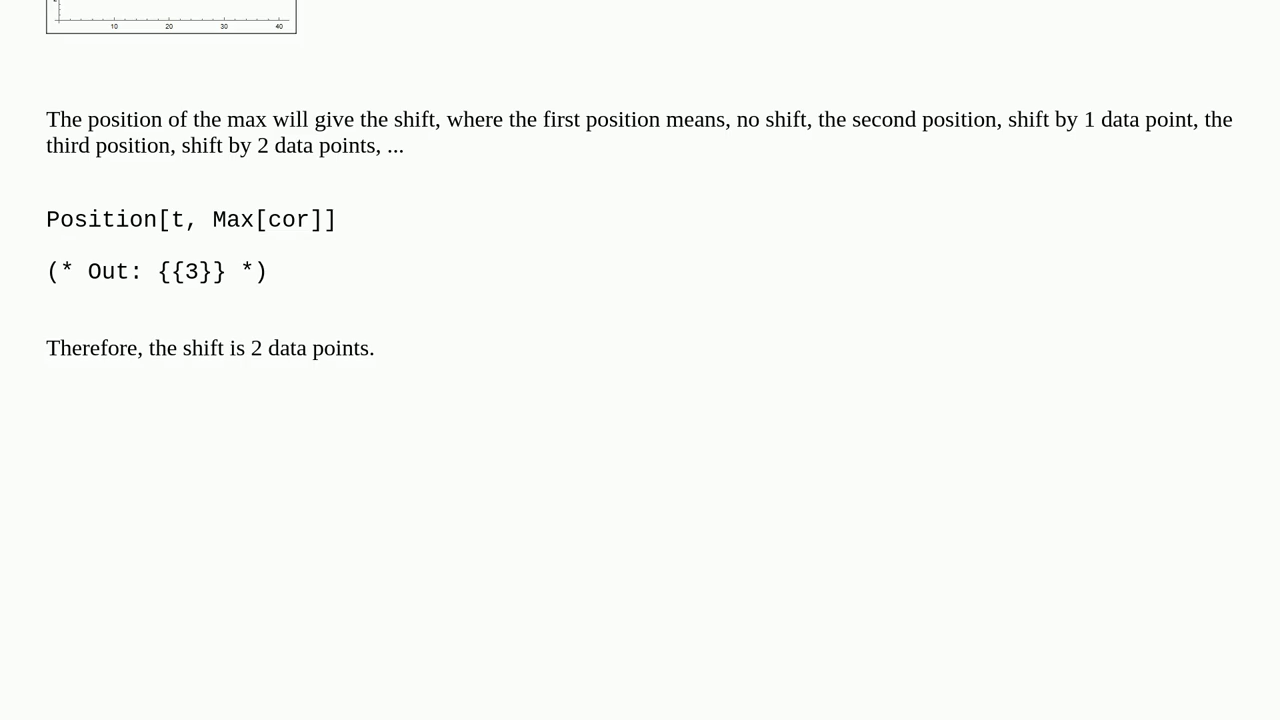 10 20 30 40
The position of the max will give the shift, where the first position means, no shift, the second position, shift by 1 data point, the
third position, shift by 2 data points, ...
Position[t, Max[cor]]
(* Out: {{3}} *)
Therefore, the shift is 2 data points.